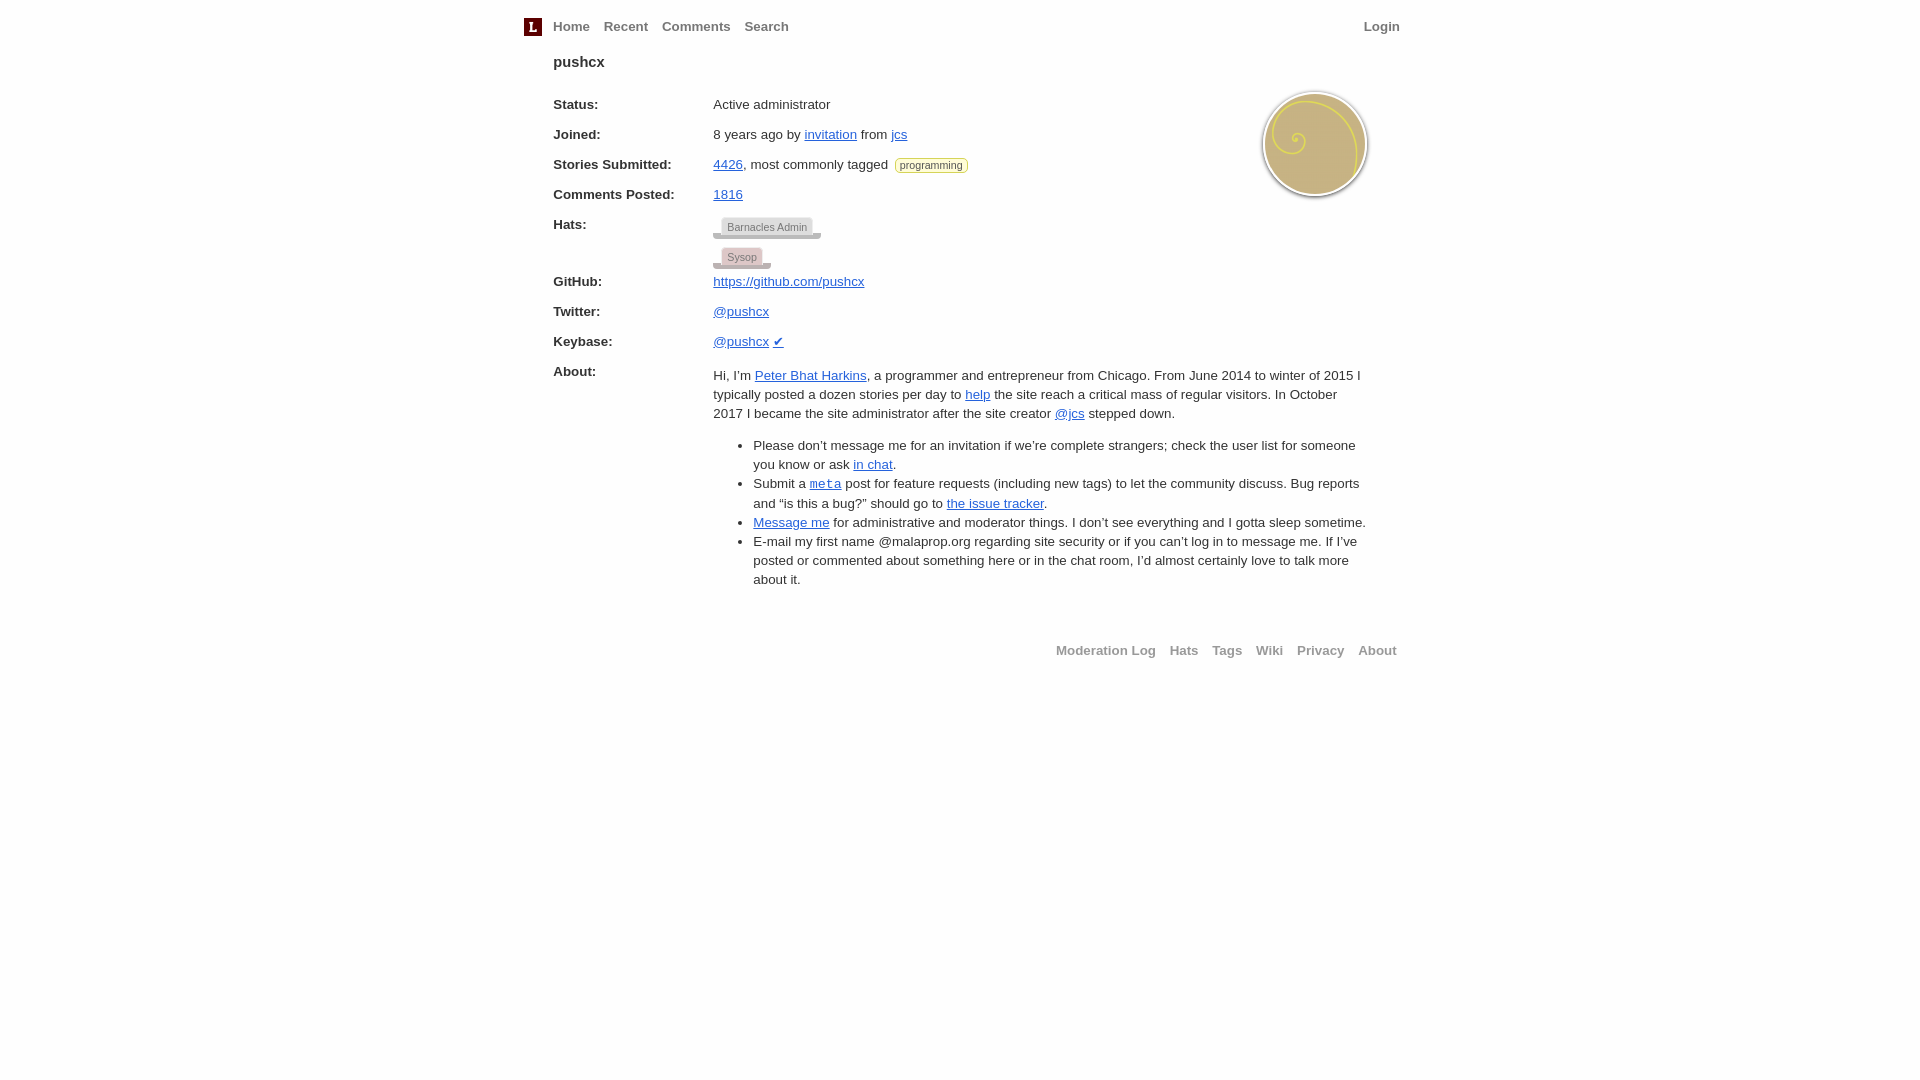 L Home Recent Comments Search Login
pushcx
Status: Active administrator
Joined: 8 years ago by invitation from jcs
Stories Submitted: 4426, most commonly tagged programming
Comments Posted: 1816
Hats: Barnacles Admin
Sysop
GitHub: https://github.com/pushcx
Twitter: @pushcx
Keybase: @pushcx ✔
About: Hi, I’m Peter Bhat Harkins, a programmer and entrepreneur from Chicago. From June 2014 to winter of 2015 I
typically posted a dozen stories per day to help the site reach a critical mass of regular visitors. In October
2017 I became the site administrator after the site creator @jcs stepped down.
• Please don’t message me for an invitation if we’re complete strangers; check the user list for someone
you know or ask in chat.
• Submit a meta post for feature requests (including new tags) to let the community discuss. Bug reports
and “is this a bug?” should go to the issue tracker.
• Message me for administrative and moderator things. I don’t see everything and I gotta sleep sometime.
• E-mail my first name @malaprop.org regarding site security or if you can’t log in to message me. If I’ve
posted or commented about something here or in the chat room, I’d almost certainly love to talk more
about it.
Moderation Log Hats Tags Wiki Privacy About